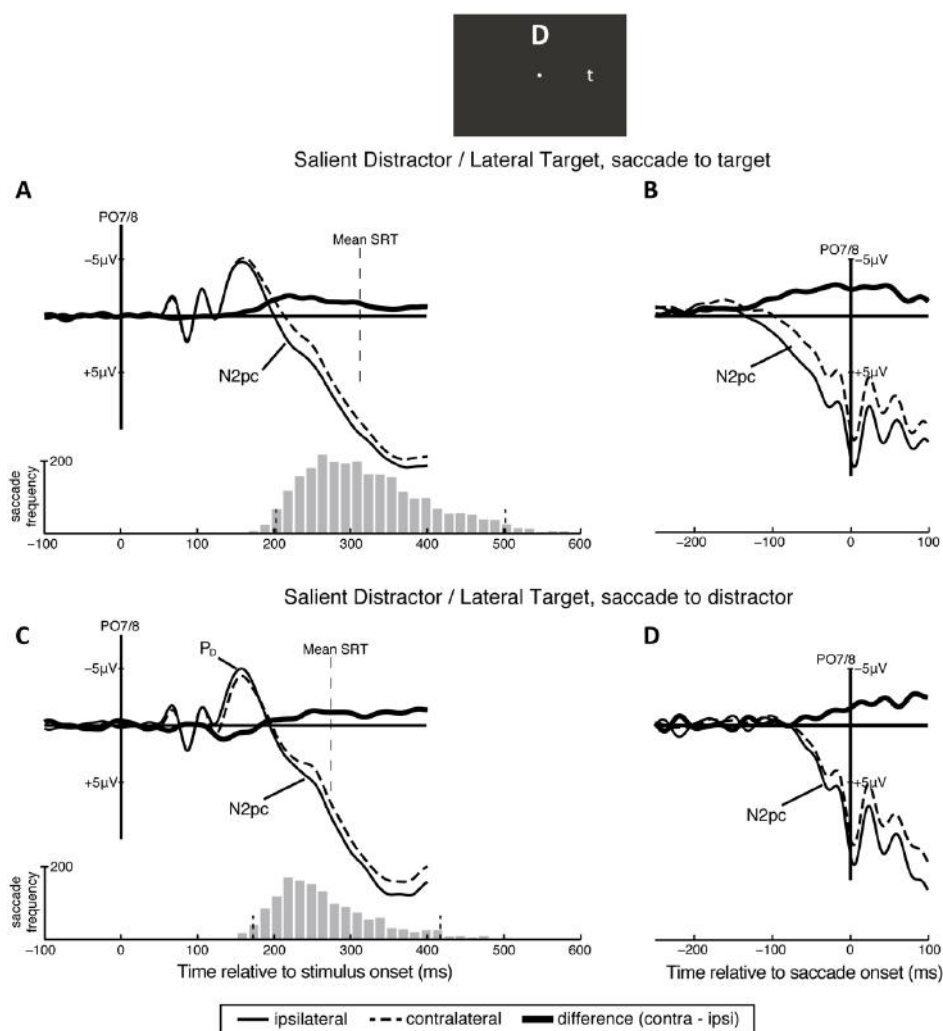 D
t
Salient Distractor / Lateral Target, saccade to target
A
B
PO7/8
PO7/8
Mean SRT
−5µV
−5µV
N2pc
N2pc
+5µV
+5µV
200
saccade
frequency
−100 0 100 200 300 400 500 600
−200 −100 0 100
Salient Distractor / Lateral Target, saccade to distractor
C
D
PO7/8
PO7/8
P_D
Mean SRT
−5µV
−5µV
+5µV
+5µV
N2pc
N2pc
200
saccade
frequency
−100 0 100 200 300 400 500 600
−200 −100 0 100
Time relative to stimulus onset (ms)
Time relative to saccade onset (ms)
ipsilateral contralateral difference (contra - ipsi)